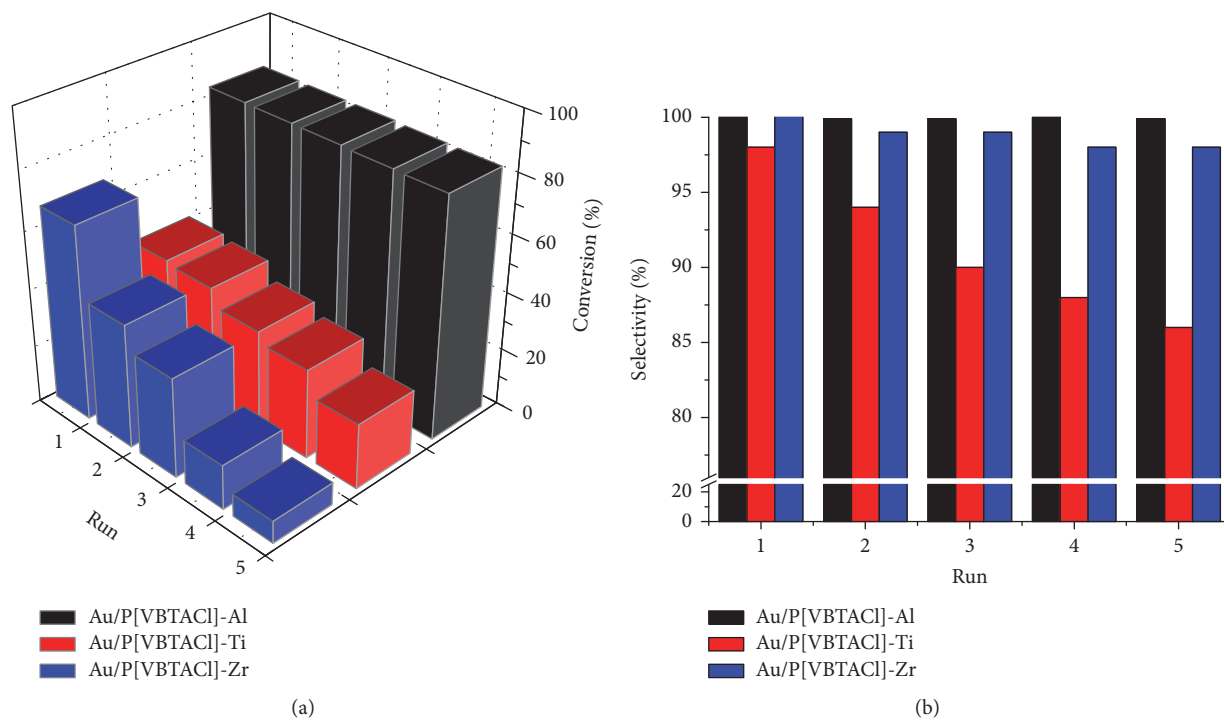 100
80
60
40
20
0
Conversion (%)
1
2
3
4
5
Run
Au/P[VBTACl]-Al
Au/P[VBTACl]-Ti
Au/P[VBTACl]-Zr
(a)
100
95
90
85
80
20
0
Selectivity (%)
1 2 3 4 5
Run
Au/P[VBTACl]-Al
Au/P[VBTACl]-Ti
Au/P[VBTACl]-Zr
(b)